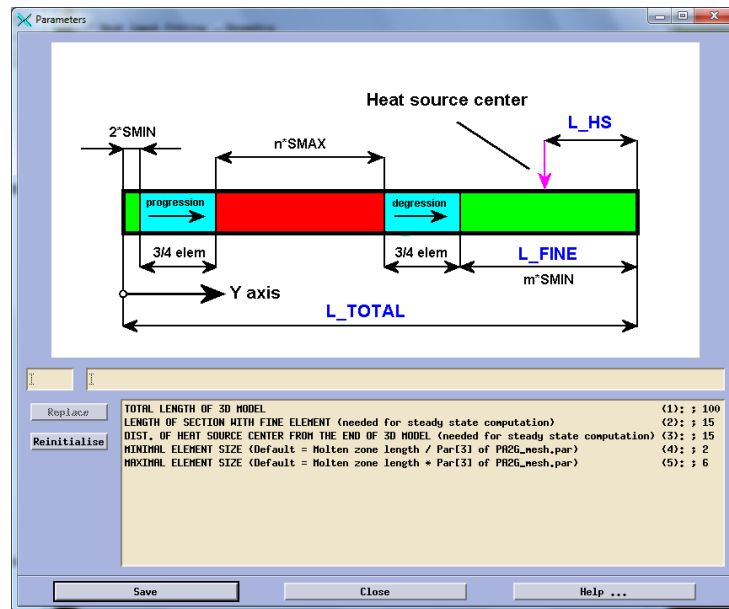 Parameters
Heat source center
L_HS
2*SMIN
n*SMAX
progression
degression
3/4 elem
3/4 elem
L_FINE
m*SMIN
Y axis
L_TOTAL
Replace
Reinitialise
TOTAL LENGTH OF 3D MODEL (1): ; 100
LENGTH OF SECTION WITH FINE ELEMENT (needed for steady state computation) (2): ; 15
DIST. OF HEAT SOURCE CENTER FROM THE END OF 3D MODEL (needed for steady state computation) (3): ; 15
MINIMAL ELEMENT SIZE (Default = Molten zone length / Par[3] of PA2G_mesh.par) (4): ; 2
MAXIMAL ELEMENT SIZE (Default = Molten zone length * Par[3] of PA2G_mesh.par) (5): ; 6
Save
Close
Help ...